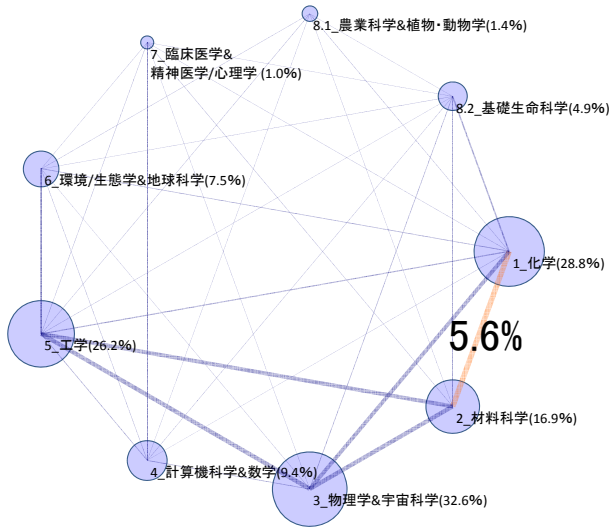 8.1_農業科学&植物・動物学(1.4%)
7_臨床医学&
精神医学/心理学 (1.0%)
8.2_基礎生命科学(4.9%)
6_環境/生態学&地球科学(7.5%)
1_化学(28.8%)
5.6%
5_工学(26.2%)
2_材料科学(16.9%)
4_計算機科学&数学(9.4%)
3_物理学&宇宙科学(32.6%)